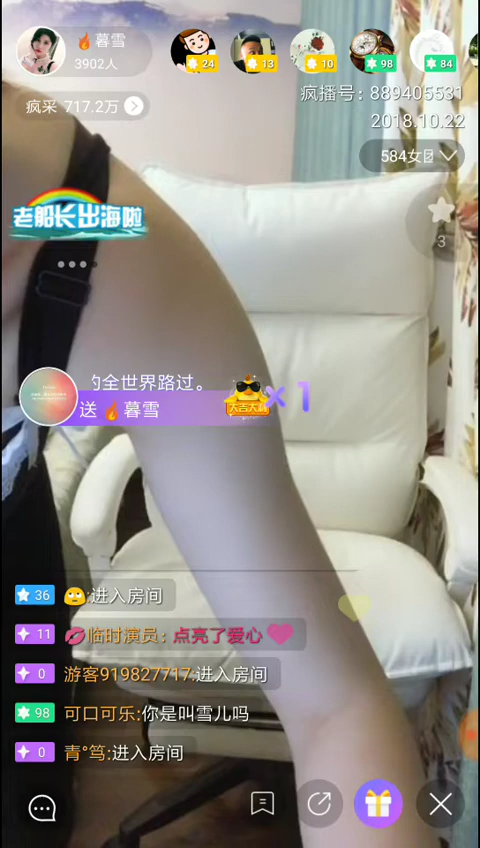 🔥暮雪
3902人
24
13
10
98
84
疯采 717.2万
疯播号: 889405531
2018.10.22
584女
老船长出海啦
3
的全世界路过。
送 🔥暮雪
大吉大利
x 1
36 🙄:进入房间
11 💋临时演员: 点亮了爱心
0 游客919827717:进入房间
98 可口可乐:你是叫雪儿吗
0 青°笃:进入房间